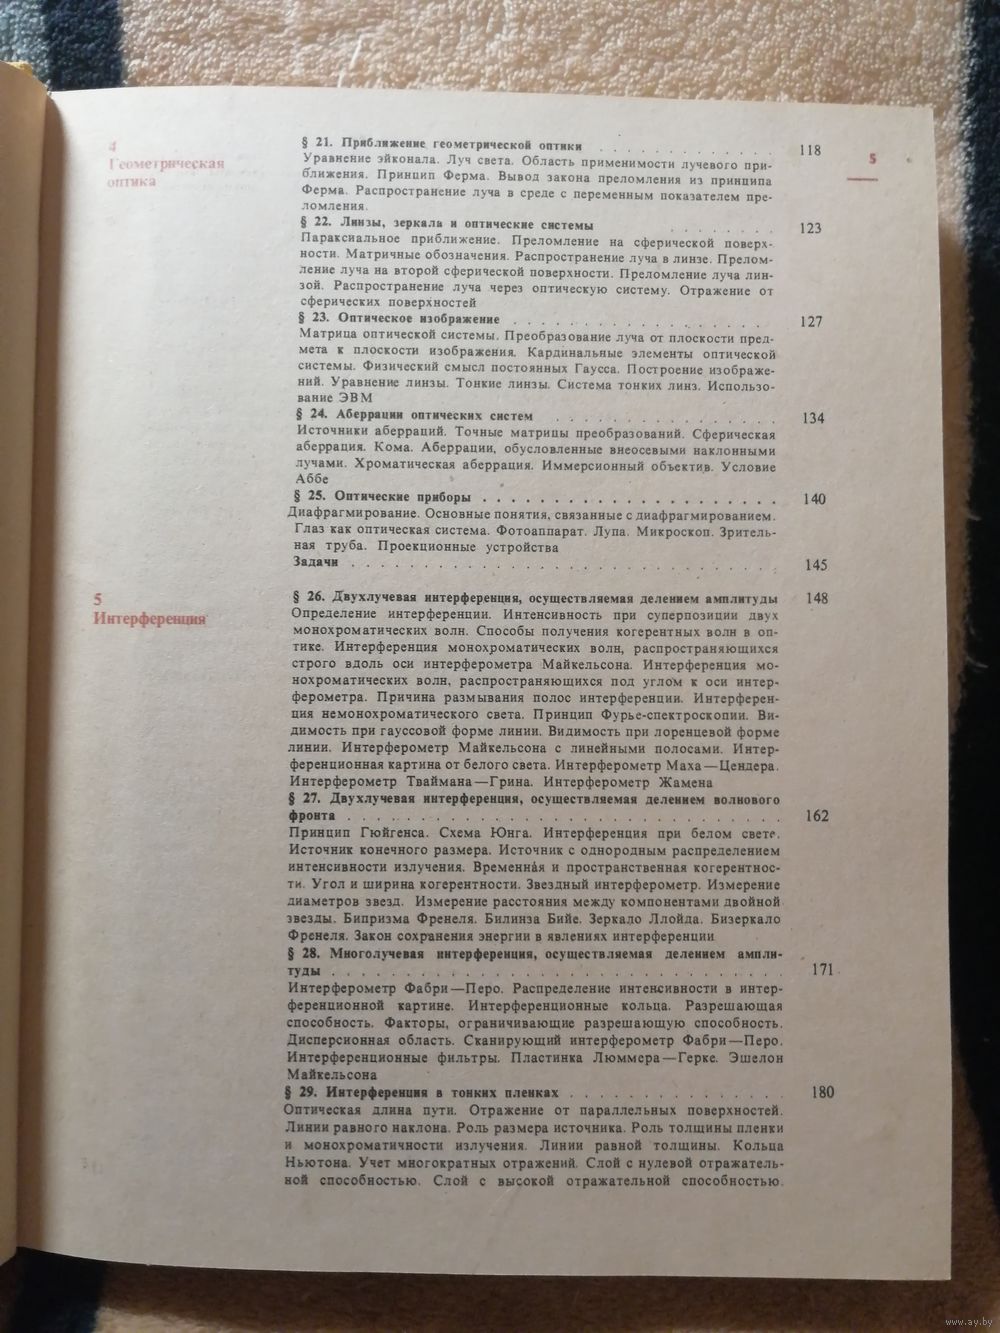 4
Геометрическая
оптика
§ 21. Приближение геометрической оптики . . . . . . . . . . . . 118
5
Уравнение эйконала. Луч света. Область применимости лучевого при-
ближения. Принцип Ферма. Вывод закона преломления из принципа
Ферма. Распространение луча в среде с переменным показателем пре-
ломления.
§ 22. Линзы, зеркала и оптические системы . . . . . . . . 123
Параксиальное приближение. Преломление на сферической поверх-
ности. Матричные обозначения. Распространение луча в линзе. Прелом-
ление луча на второй сферической поверхности. Преломление луча лин-
зой. Распространение луча через оптическую систему. Отражение от
сферических поверхностей
§ 23. Оптическое изображение . . . . . . . . . . . . . . . . . . 127
Матрица оптической системы. Преобразование луча от плоскости пред-
мета к плоскости изображения. Кардинальные элементы оптической
системы. Физический смысл постоянных Гаусса. Построение изображе-
ний. Уравнение линзы. Тонкие линзы. Система тонких линз. Использо-
вание ЭВМ
§ 24. Аберрации оптических систем . . . . . . . . . . . . . . . . 134
Источники аберраций. Точные матрицы преобразований. Сферическая
аберрация. Кома. Аберрации, обусловленные внеосевыми наклонными
лучами. Хроматическая аберрация. Иммерсионный объектив. Условие
Аббе
§ 25. Оптические приборы . . . . . . . . . . . . . . . . . . . . . 140
Диафрагмирование. Основные понятия, связанные с диафрагмированием.
Глаз как оптическая система. Фотоаппарат. Лупа. Микроскоп. Зритель-
ная труба. Проекционные устройства
Задачи . . . . . . . . . . . . . . . . . . . . . . . . . . . . . . 145
5
Интерференция
§ 26. Двухлучевая интерференция, осуществляемая делением амплитуды 148
Определение интерференции. Интенсивность при суперпозиции двух
монохроматических волн. Способы получения когерентных волн в оп-
тике. Интерференция монохроматических волн, распространяющихся
строго вдоль оси интерферометра Майкельсона. Интерференция мо-
нохроматических волн, распространяющихся под углом к оси интер-
ферометра. Причина размывания полос интерференции. Интерферен-
ция немонохроматического света. Принцип Фурье-спектроскопии. Ви-
димость при гауссовой форме линии. Видимость при лоренцевой форме
линии. Интерферометр Майкельсона с линейными полосами. Интер-
ференционная картина от белого света. Интерферометр Маха—Цендера.
Интерферометр Тваймана—Грина. Интерферометр Жамена
§ 27. Двухлучевая интерференция, осуществляемая делением волнового
фронта . . . . . . . . . . . . . . . . . . . . . . . . . . . . . . 162
Принцип Гюйгенса. Схема Юнга. Интерференция при белом свете.
Источник конечного размера. Источник с однородным распределением
интенсивности излучения. Временная и пространственная когерентнос-
ти. Угол и ширина когерентности. Звездный интерферометр. Измерение
диаметров звезд. Измерение расстояния между компонентами двойной
звезды. Бипризма Френеля. Билинза Бийе. Зеркало Ллойда. Бизеркало
Френеля. Закон сохранения энергии в явлениях интерференции
§ 28. Многолучевая интерференция, осуществляемая делением ампли-
туды . . . . . . . . . . . . . . . . . . . . . . . . . . . . . . . 171
Интерферометр Фабри—Перо. Распределение интенсивности в интер-
ференционной картине. Интерференционные кольца. Разрешающая
способность. Факторы, ограничивающие разрешающую способность.
Дисперсионная область. Сканирующий интерферометр Фабри—Перо.
Интерференционные фильтры. Пластинка Люммера—Герке. Эшелон
Майкельсона
§ 29. Интерференция в тонких пленках . . . . . . . . . . . . . . . 180
Оптическая длина пути. Отражение от параллельных поверхностей.
Линии равного наклона. Роль размера источника. Роль толщины пленки
и монохроматичности излучения. Линии равной толщины. Кольца
Ньютона. Учет многократных отражений. Слой с нулевой отражатель-
ной способностью. Слой с высокой отражательной способностью.
www.ay.by